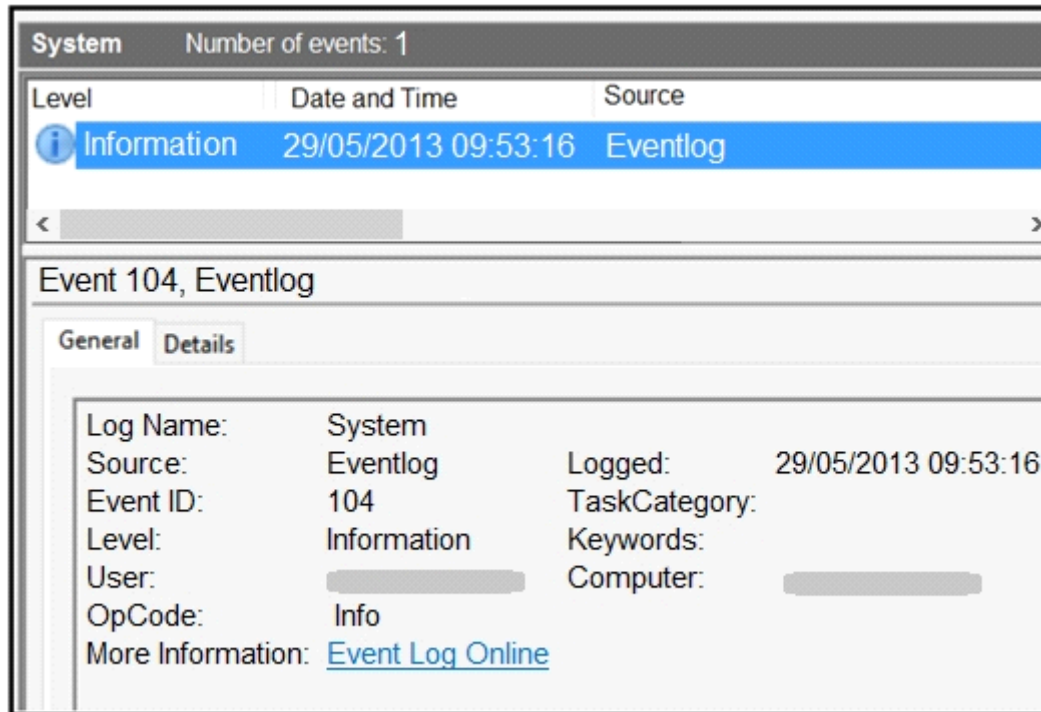 System Number of events: 1
Level Date and Time Source
Information 29/05/2013 09:53:16 Eventlog
Event 104, Eventlog
General Details
Log Name: System
Source: Eventlog Logged: 29/05/2013 09:53:16
Event ID: 104 TaskCategory:
Level: Information Keywords:
User: Computer:
OpCode: Info
More Information: Event Log Online